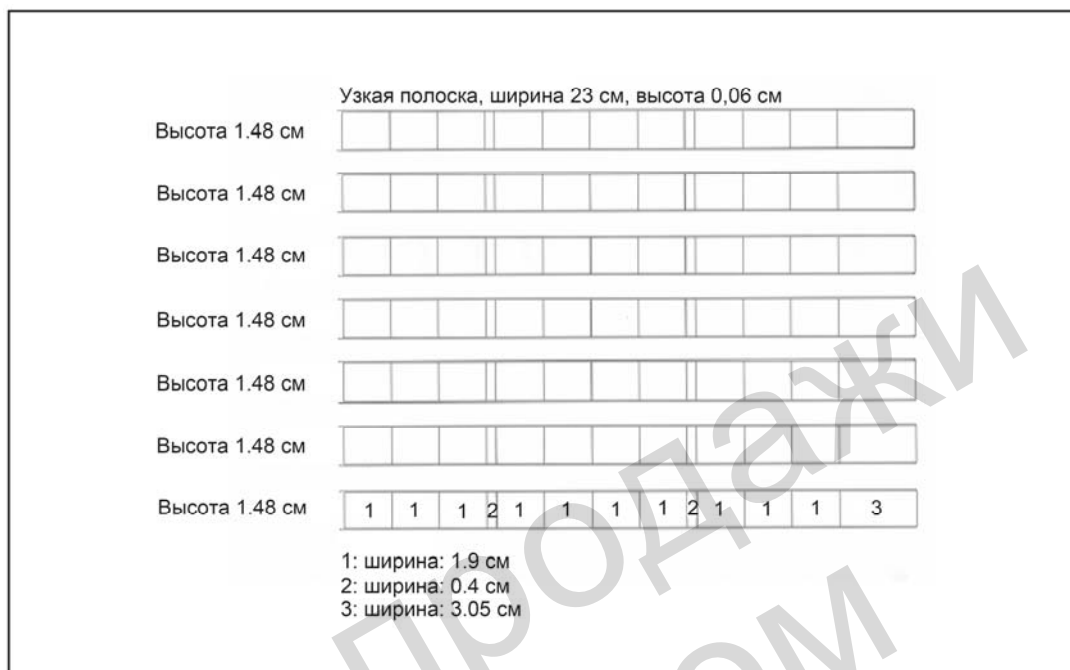 Узкая полоска, ширина 23 см, высота 0,06 см
Высота 1.48 см
Высота 1.48 см
Высота 1.48 см
Высота 1.48 см
Высота 1.48 см
Высота 1.48 см
Высота 1.48 см 1 1 1 2 1 1 1 1 2 1 1 1 3
1: ширина: 1.9 см
2: ширина: 0.4 см
3: ширина: 3.05 см
продажи
ом